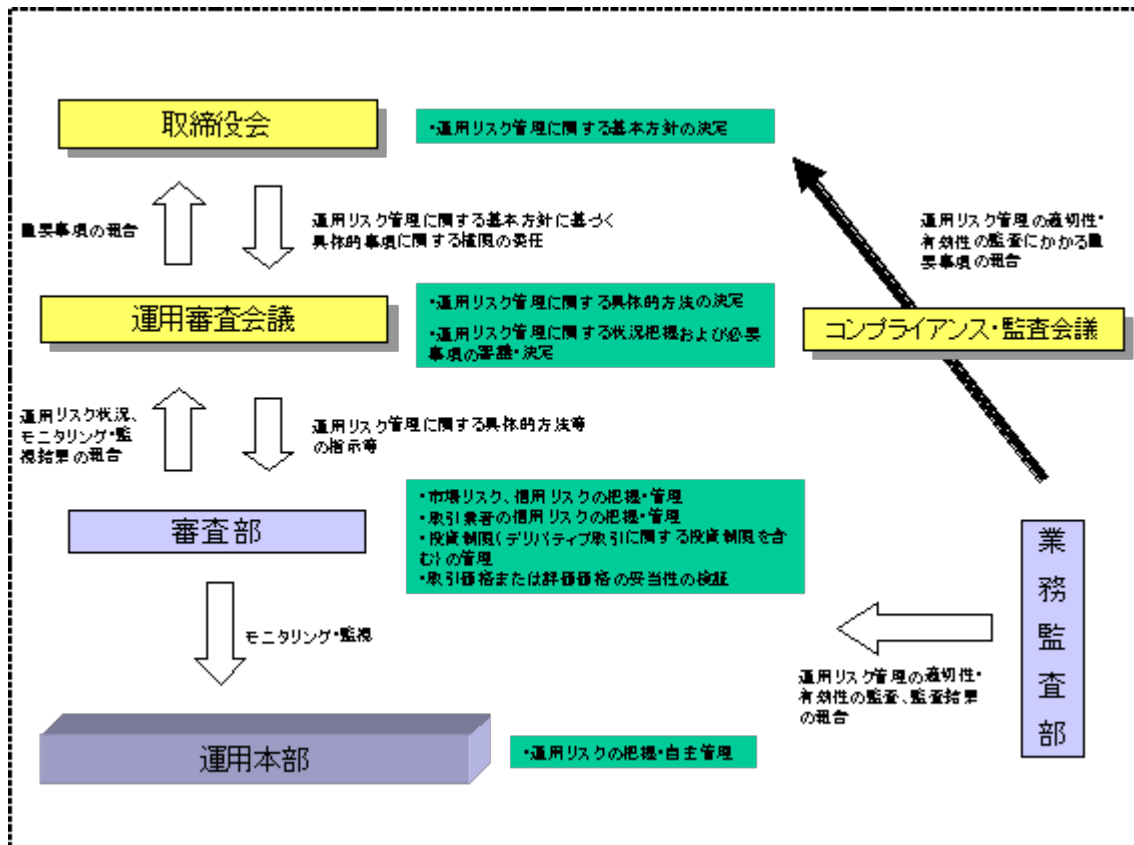 取締役会
・運用リスク管理に関する基本方針の決定
重要事項の報告
運用リスク管理に関する基本方針に基づく
具体的事項に関する権限の委任
運用リスク管理の適切性・
有効性の監査にかかる重
要事項の報告
運用審査会議
・運用リスク管理に関する具体的方法の決定
・運用リスク管理に関する状況把握および必要
事項の審議・決定
コンプライアンス・監査会議
運用リスク状況、
モニタリング・監
視結果の報告
運用リスク管理に関する具体的方法等
の指示等
審査部
・市場リスク、信用リスクの把握・管理
・取引業者の信用リスクの把握・管理
・投資制限(デリバティブ取引に関する投資制限を含
む)の管理
・取引価格または評価価格の妥当性の検証
業務監査部
モニタリング・監視
運用リスク管理の適切性・
有効性の監査、監査結果
の報告
運用本部
・運用リスクの把握・自主管理